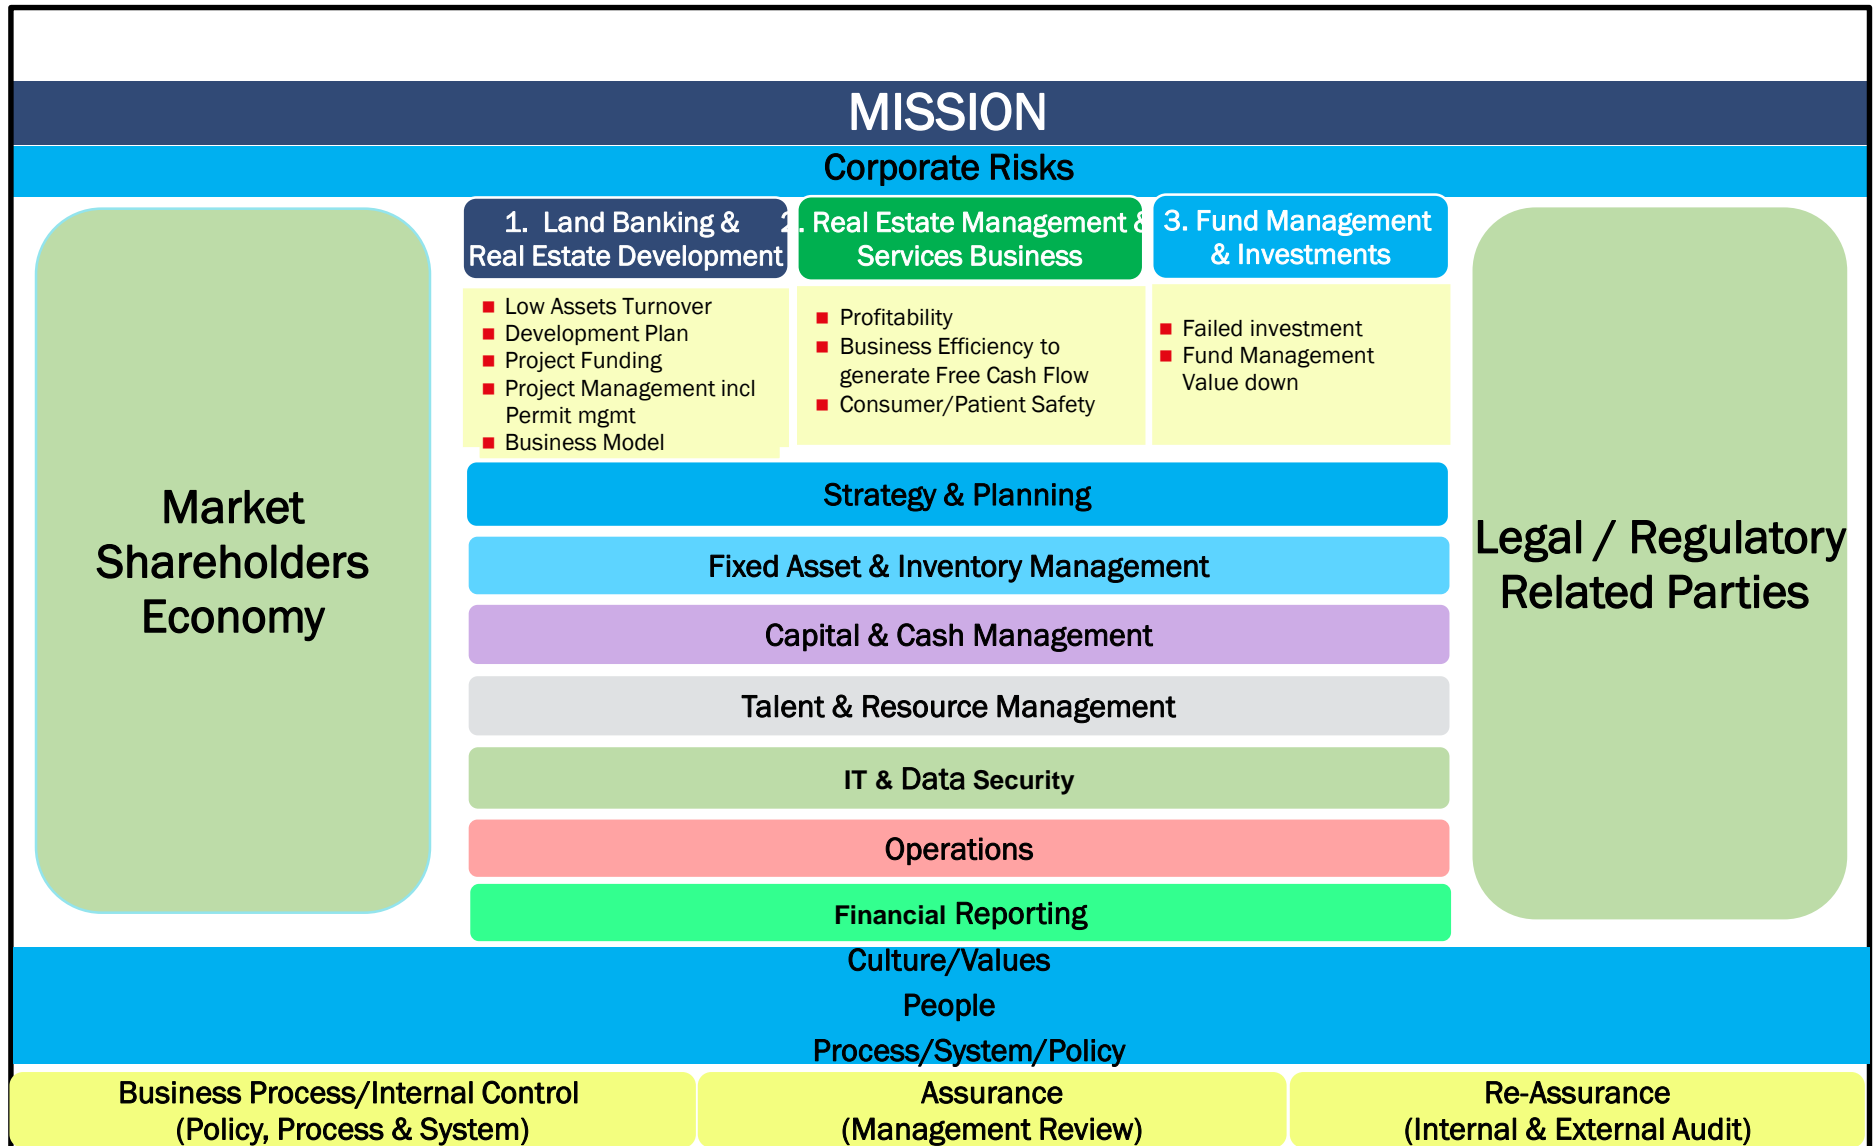 MISSION
Corporate Risks
1. Land Banking &
Real Estate Development
2. Real Estate Management &
Services Business
3. Fund Management
& Investments
Low Assets Turnover
Development Plan
Project Funding
Project Management incl
Permit mgmt
Business Model
Profitability
Business Efficiency to
generate Free Cash Flow
Consumer/Patient Safety
Failed investment
Fund Management
Value down
Market
Shareholders
Economy
Strategy & Planning
Fixed Asset & Inventory Management
Capital & Cash Management
Talent & Resource Management
IT & Data Security
Operations
Financial Reporting
Legal / Regulatory
Related Parties
Culture/Values
People
Process/System/Policy
Business Process/Internal Control
(Policy, Process & System)
Assurance
(Management Review)
Re-Assurance
(Internal & External Audit)